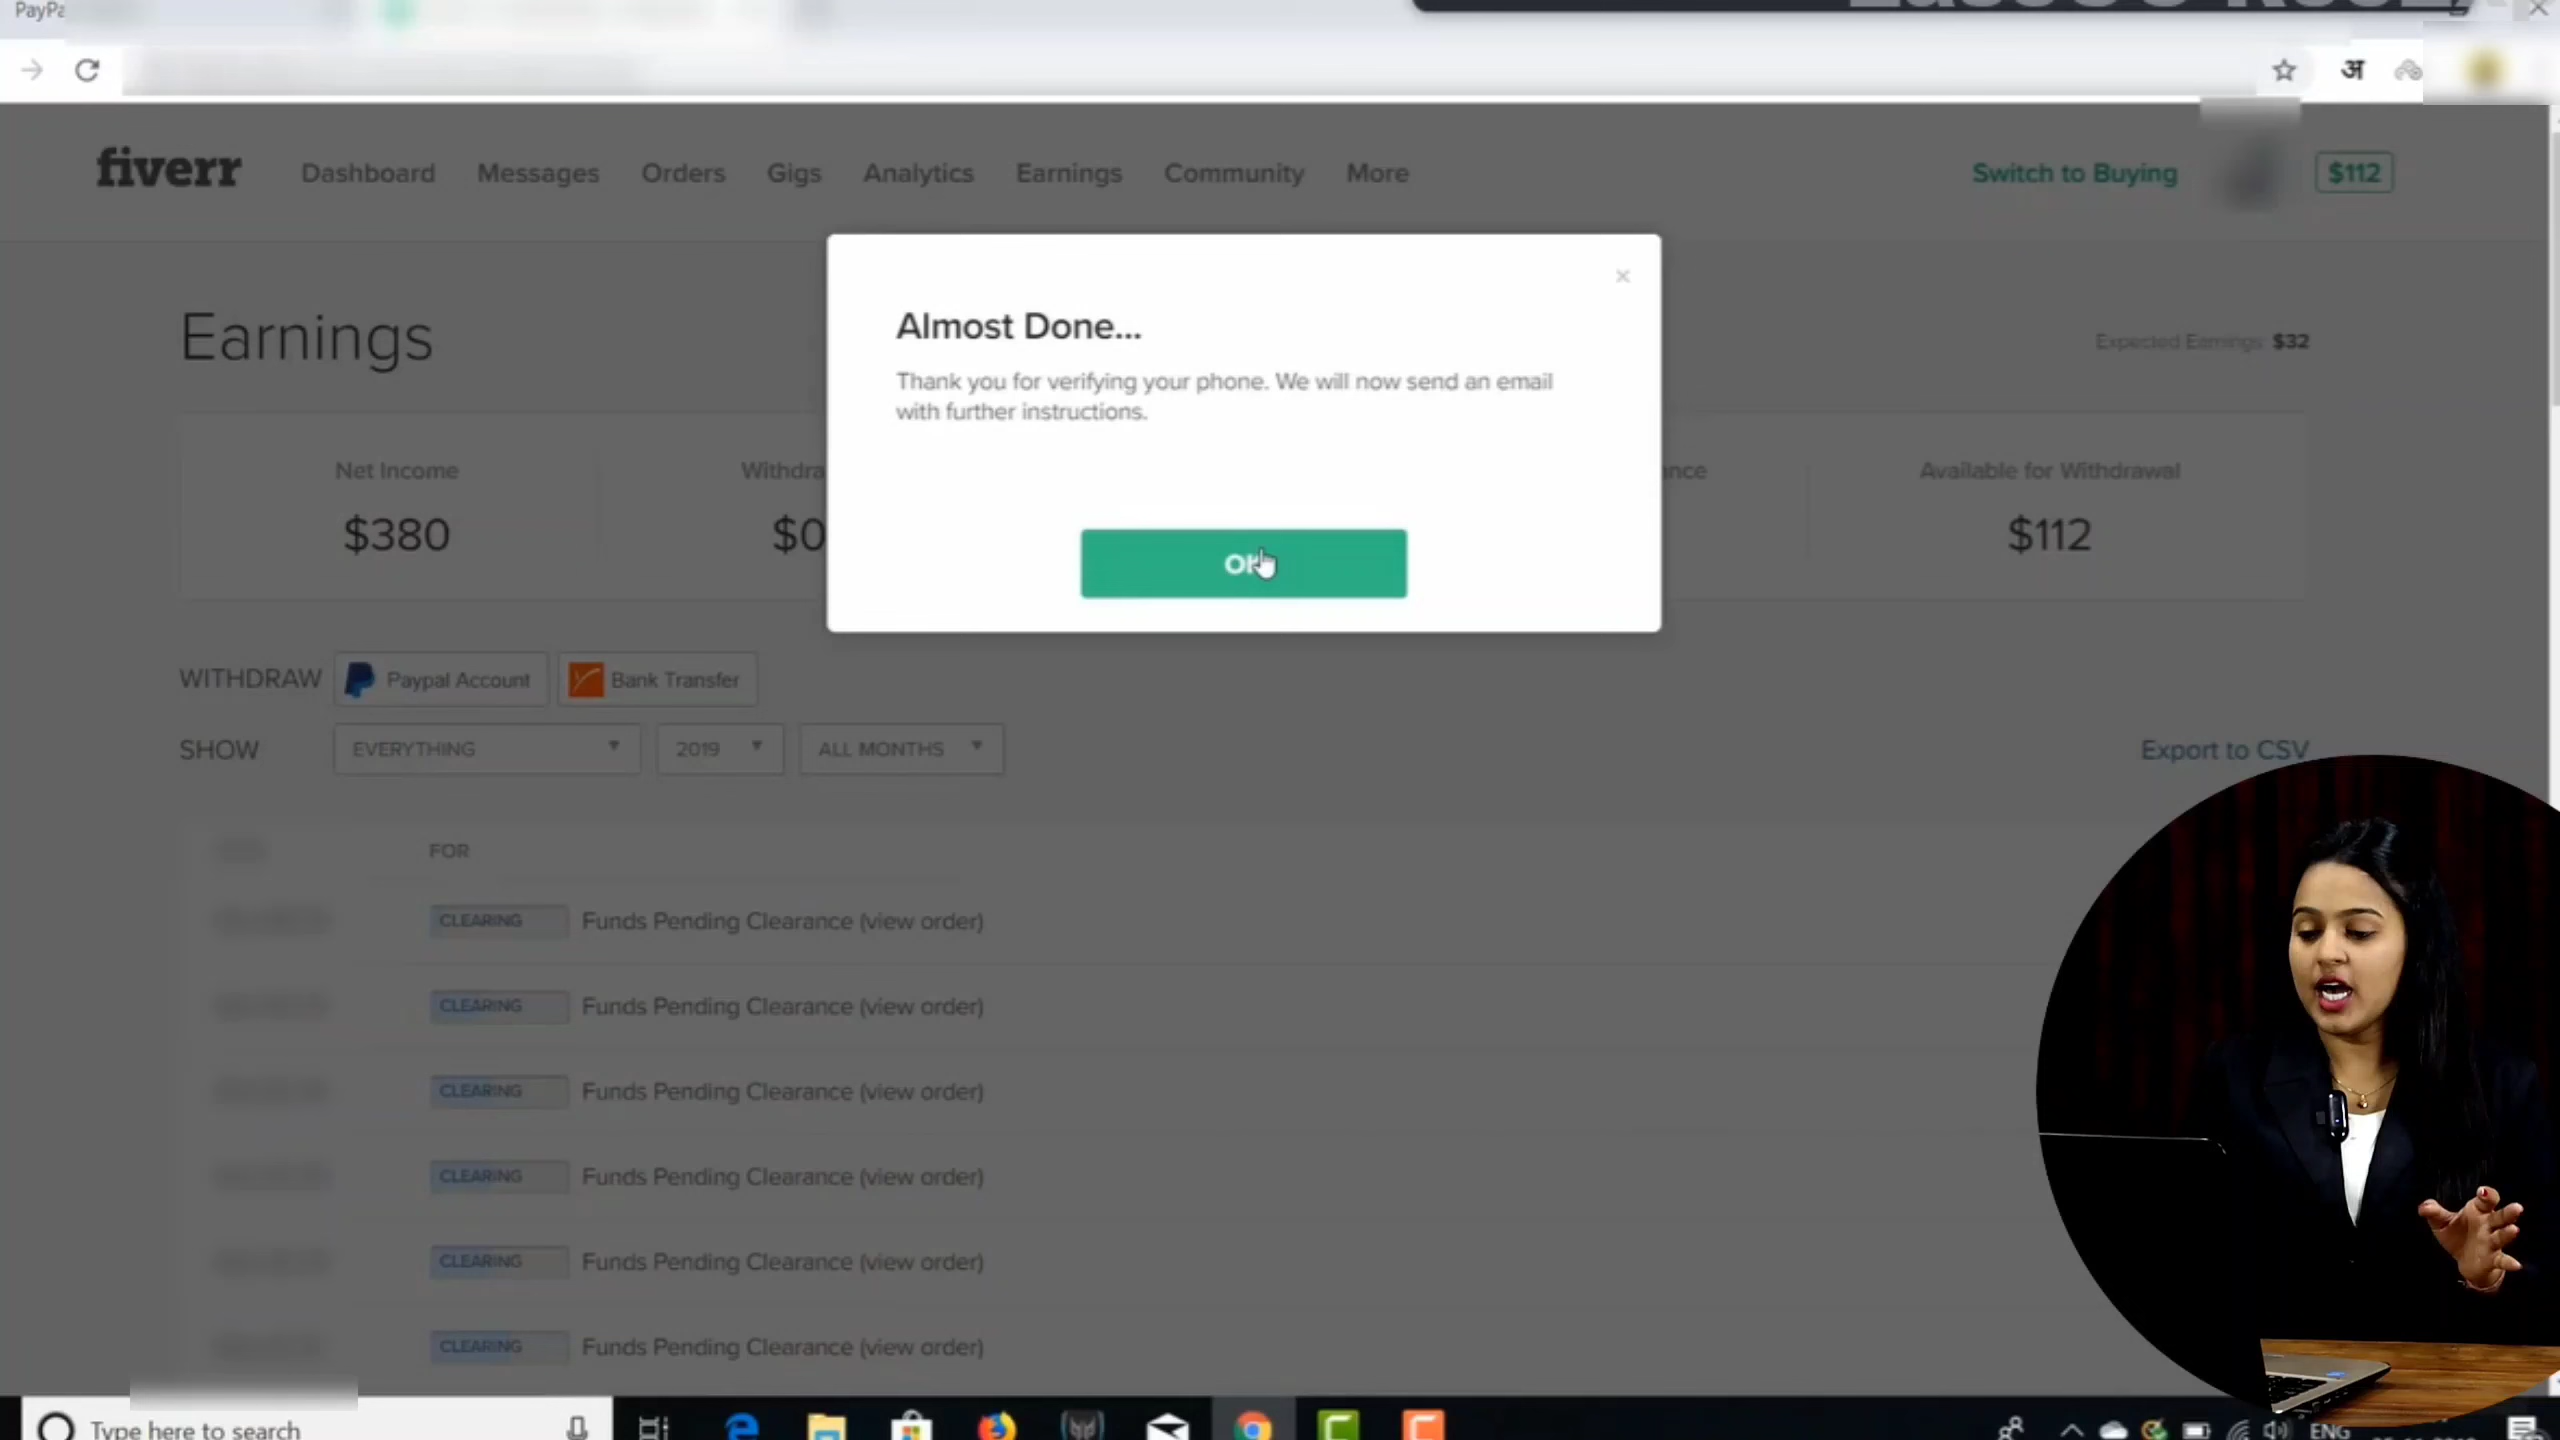 PayPa
अ
fiverr Dashboard Messages Orders Gigs Analytics Earnings Community More Switch to Buying $112
Earnings
Expected Earnings: $32
Almost Done...
Thank you for verifying your phone. We will now send an email
with further instructions.
OK
Net Income Withdra nce Available for Withdrawal
$380 $0 $112
WITHDRAW Paypal Account Bank Transfer
SHOW EVERYTHING 2019 ALL MONTHS Export to CSV
FOR
CLEARING Funds Pending Clearance (view order)
CLEARING Funds Pending Clearance (view order)
CLEARING Funds Pending Clearance (view order)
CLEARING Funds Pending Clearance (view order)
CLEARING Funds Pending Clearance (view order)
CLEARING Funds Pending Clearance (view order)
Type here to search ENG